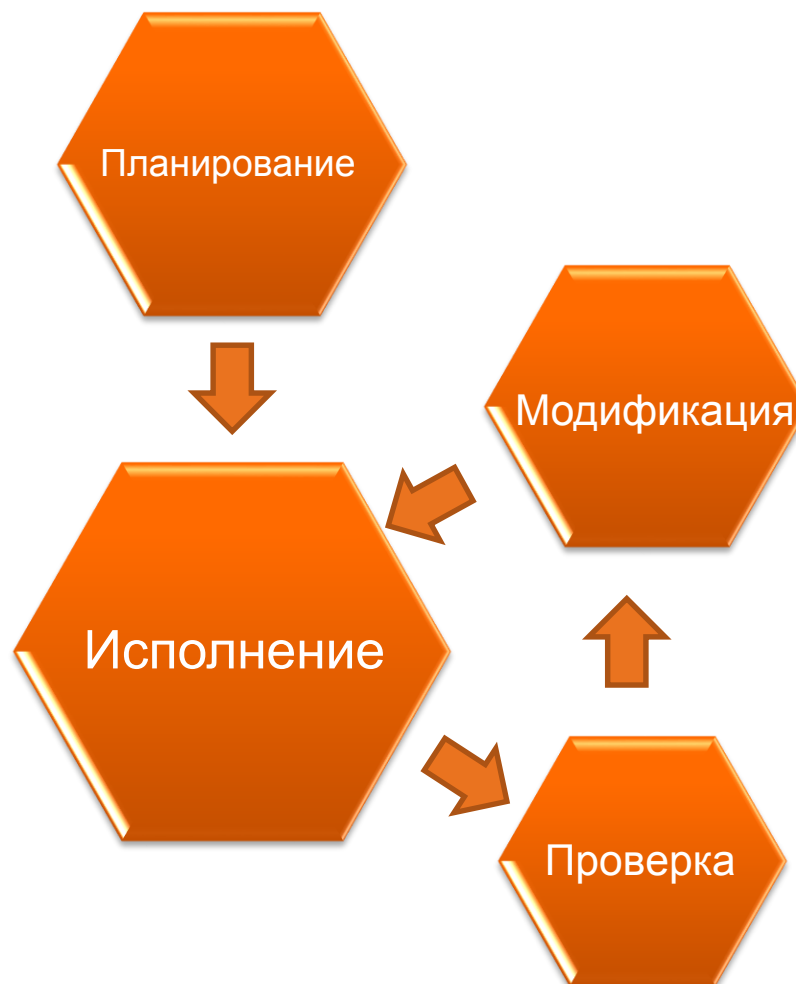 Планирование
Модификация
Исполнение
Проверка